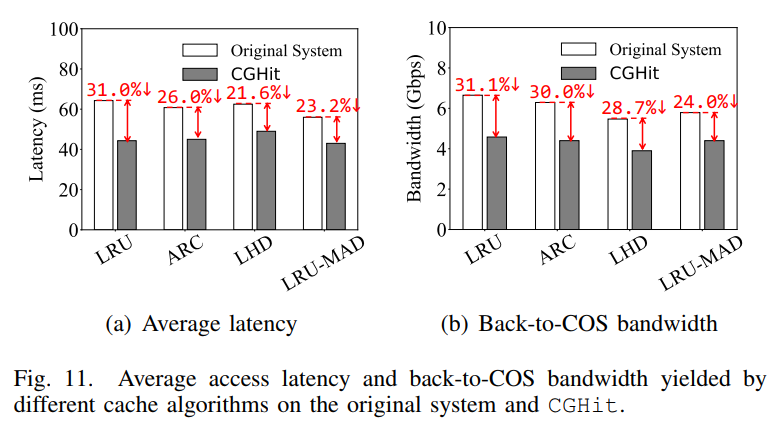 100
80
60
40
20
0
Latency (ms)
Original System
CGHit
31.0%↓
26.0%↓
21.6%↓
23.2%↓
LRU
ARC
LHD
LRU-MAD
(a) Average latency
10
8
6
4
2
0
Bandwidth (Gbps)
Original System
CGHit
31.1%↓
30.0%↓
28.7%↓
24.0%↓
LRU
ARC
LHD
LRU-MAD
(b) Back-to-COS bandwidth
Fig. 11. Average access latency and back-to-COS bandwidth yielded by
different cache algorithms on the original system and CGHit.